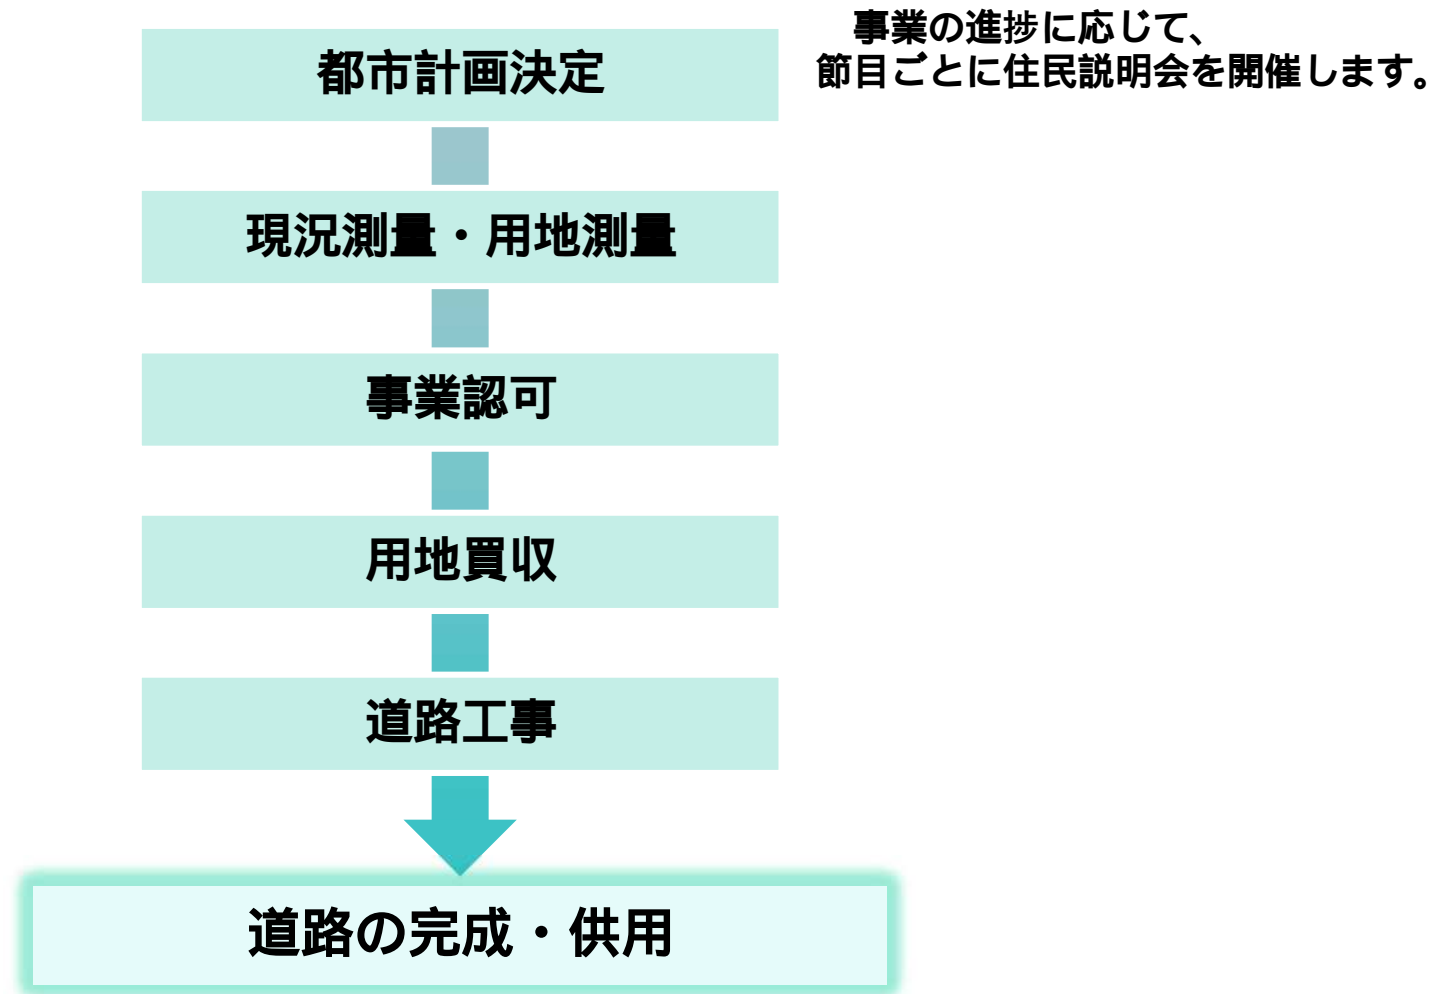 事業の進捗に応じて、
節目ごとに住民説明会を開催します。
都市計画決定
現況測量・用地測量
事業認可
用地買収
道路工事
道路の完成・供用